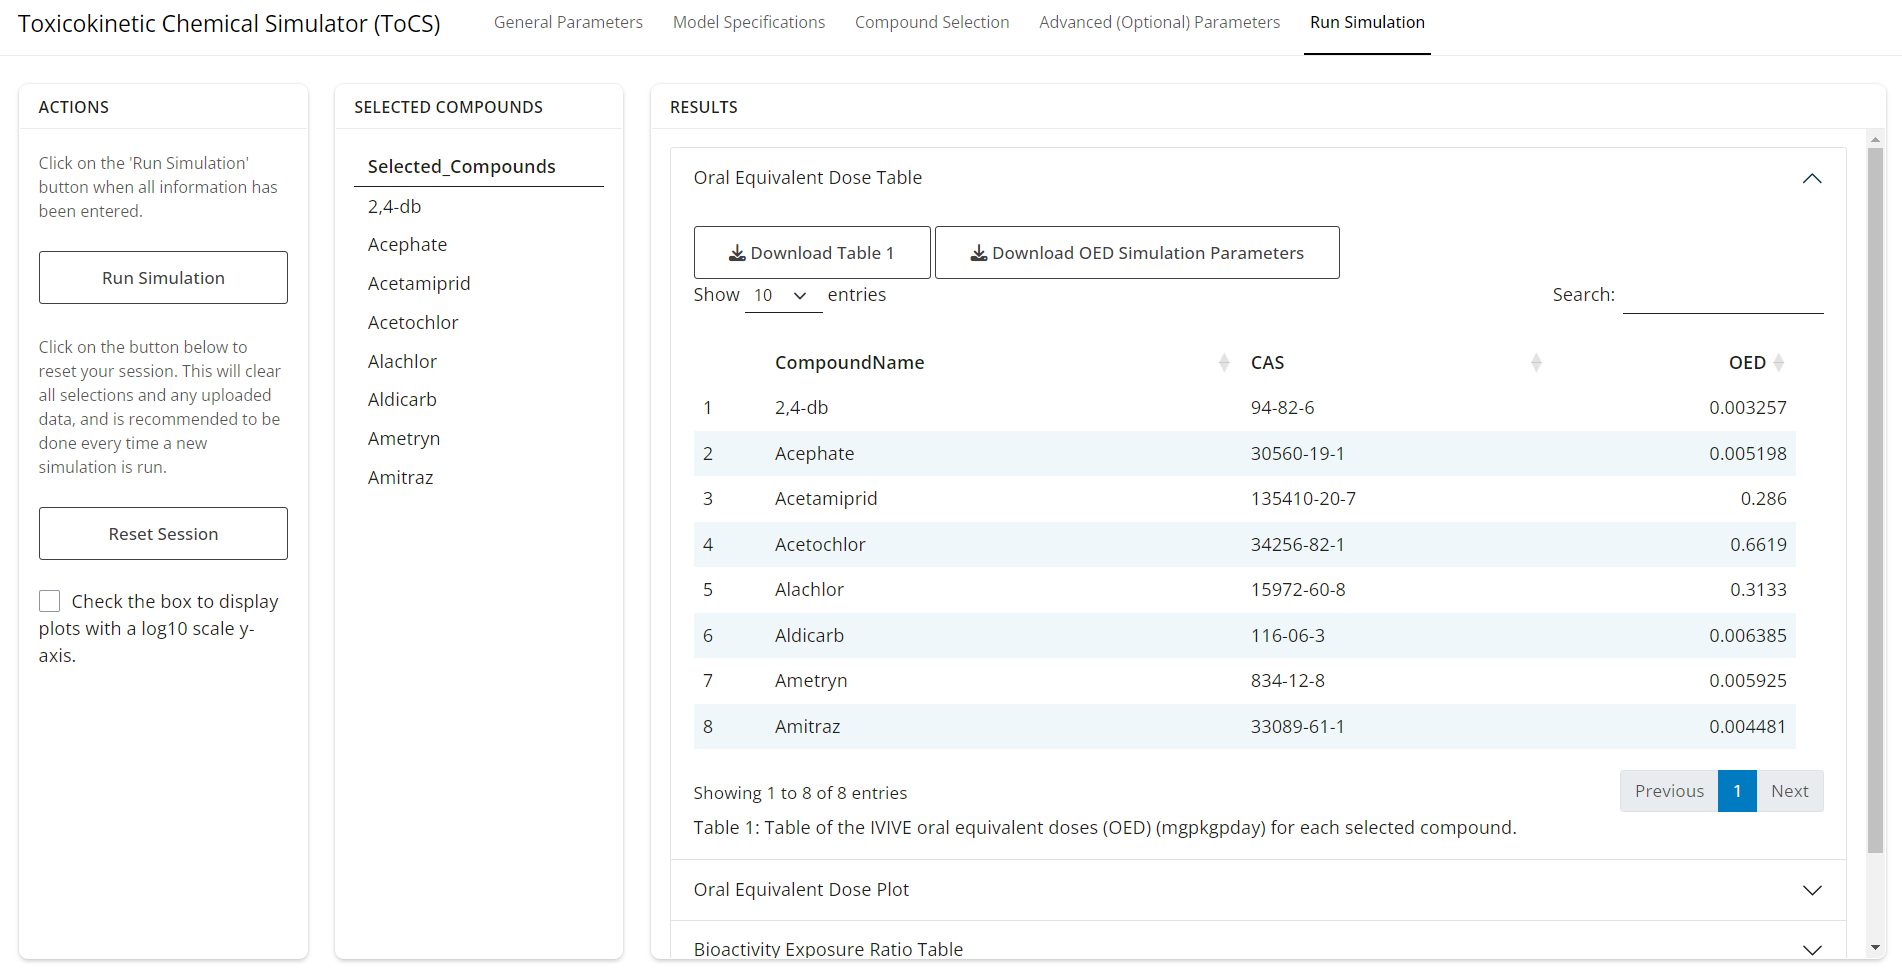 Toxicokinetic Chemical Simulator (ToCS)
General Parameters
Model Specifications
Compound Selection
Advanced (Optional) Parameters
Run Simulation
ACTIONS
Click on the 'Run Simulation'
button when all information has
been entered.
Run Simulation
Click on the button below to
reset your session. This will clear
all selections and any uploaded
data, and is recommended to be
done every time a new
simulation is run.
Reset Session
Check the box to display
plots with a log10 scale y-
axis.
SELECTED COMPOUNDS
Selected_Compounds
2,4-db
Acephate
Acetamiprid
Acetochlor
Alachlor
Aldicarb
Ametryn
Amitraz
RESULTS
Oral Equivalent Dose Table
Download Table 1
Download OED Simulation Parameters
Show 10 entries
Search:
CompoundName CAS OED
1 2,4-db 94-82-6 0.003257
2 Acephate 30560-19-1 0.005198
3 Acetamiprid 135410-20-7 0.286
4 Acetochlor 34256-82-1 0.6619
5 Alachlor 15972-60-8 0.3133
6 Aldicarb 116-06-3 0.006385
7 Ametryn 834-12-8 0.005925
8 Amitraz 33089-61-1 0.004481
Showing 1 to 8 of 8 entries
Previous 1 Next
Table 1: Table of the IVIVE oral equivalent doses (OED) (mgpkgpday) for each selected compound.
Oral Equivalent Dose Plot
Bioactivity Exposure Ratio Table